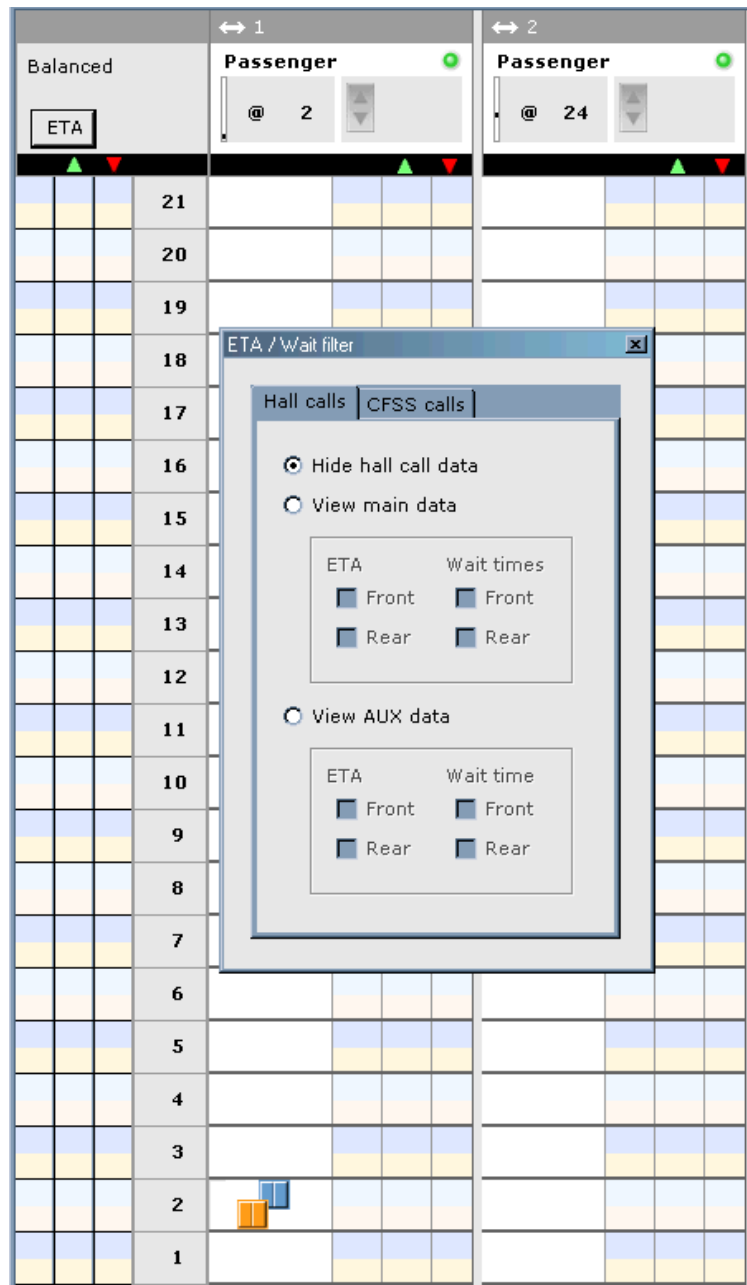 1 2
Balanced Passenger Passenger
@ 2 @ 24
ETA
21
20
19
ETA / Wait filter
18
Hall calls CFSS calls
17
16 Hide hall call data
View main data
15
ETA Wait times
14
Front Front
13 Rear Rear
12
View AUX data
11
ETA Wait time
10
Front Front
9
Rear Rear
8
7
6
5
4
3
2
1